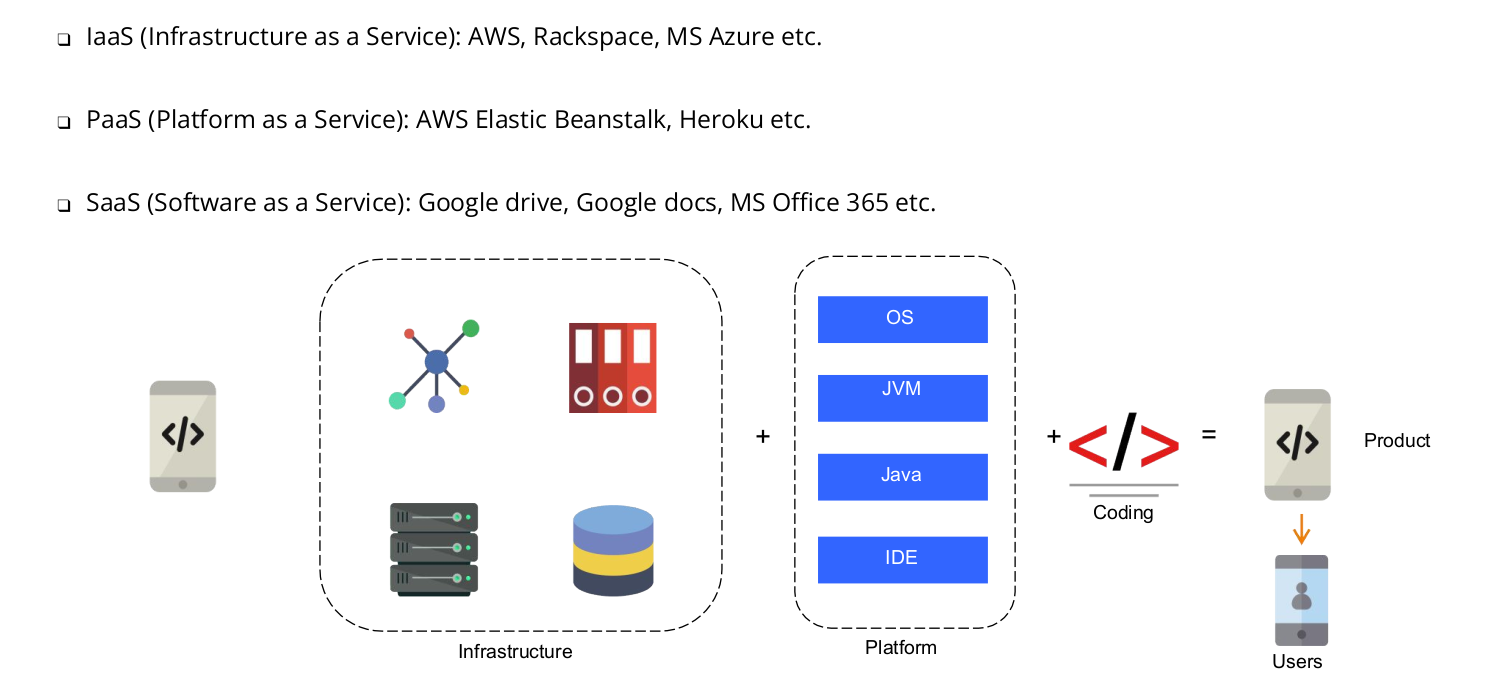 ❏ IaaS (Infrastructure as a Service): AWS, Rackspace, MS Azure etc.
❏ PaaS (Platform as a Service): AWS Elastic Beanstalk, Heroku etc.
❏ SaaS (Software as a Service): Google drive, Google docs, MS Office 365 etc.
OS
JVM
Java
IDE
</>
+
+
</>
=
</>
Product
Coding
Infrastructure
Platform
Users